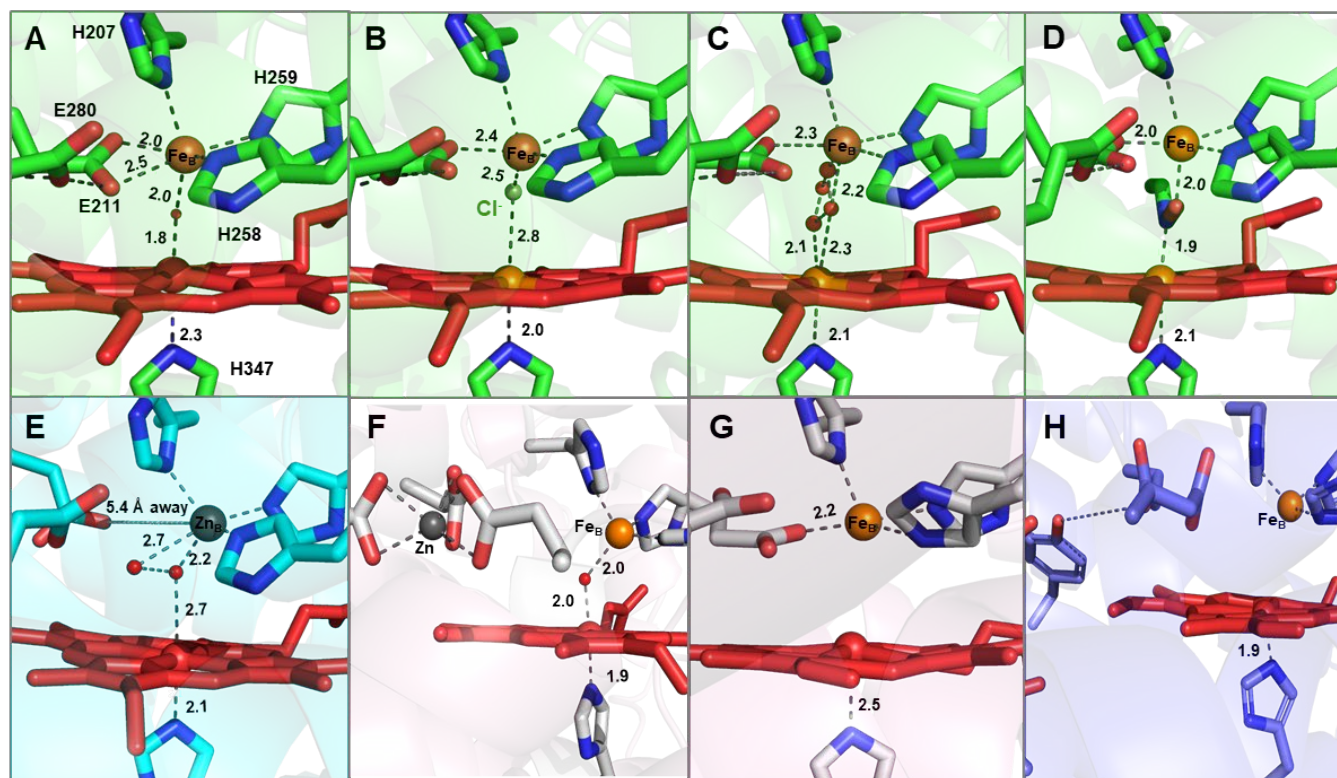 A
H207
H259
E280
2.0
Fe_B
2.5
E211
2.0
1.8
H258
2.3
H347
B
2.4
Fe_B
2.5
Cl-
2.8
2.0
C
2.3
Fe_B
2.2
2.1
2.3
2.1
D
2.0
Fe_B
2.0
1.9
2.1
E
5.4 Å away
Zn_B
2.7
2.2
2.7
2.1
F
Fe_B
Zn
2.0
2.0
1.9
G
2.2
Fe_B
2.5
H
Fe_B
1.9